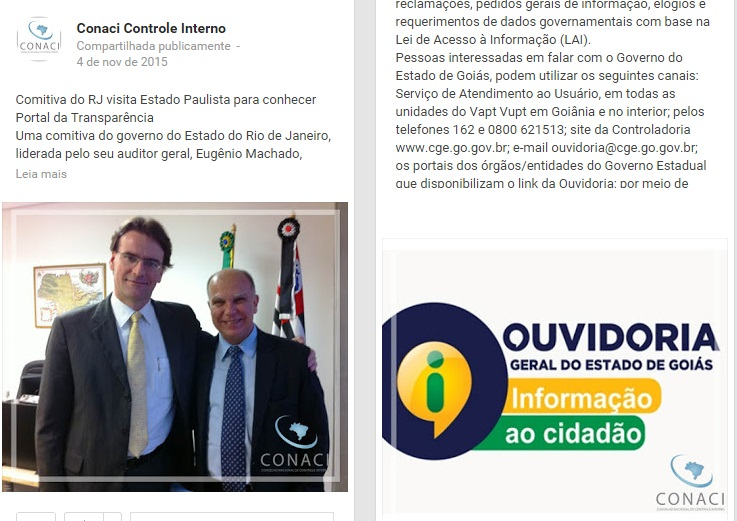 CONACI
Conaci Controle Interno
Compartilhada publicamente -
4 de nov de 2015
Comitiva do RJ visita Estado Paulista para conhecer
Portal da Transparência
Uma comitiva do governo do Estado do Rio de Janeiro,
liderada pelo seu auditor geral, Eugênio Machado,
Leia mais
CONACI
reclamações, pedidos gerais de informação, elogios e
requerimentos de dados governamentais com base na
Lei de Acesso à Informação (LAI).
Pessoas interessadas em falar com o Governo do
Estado de Goiás, podem utilizar os seguintes canais:
Serviço de Atendimento ao Usuário, em todas as
unidades do Vapt Vupt em Goiânia e no interior; pelos
telefones 162 e 0800 621513; site da Controladoria
www.cge.go.gov.br; e-mail ouvidoria@cge.go.gov.br;
os portais dos órgãos/entidades do Governo Estadual
que disponibilizam o link da Ouvidoria; por meio de
OUVIDORIA
GERAL DO ESTADO DE GOIÁS
i
Informação
ao cidadão
CONACI